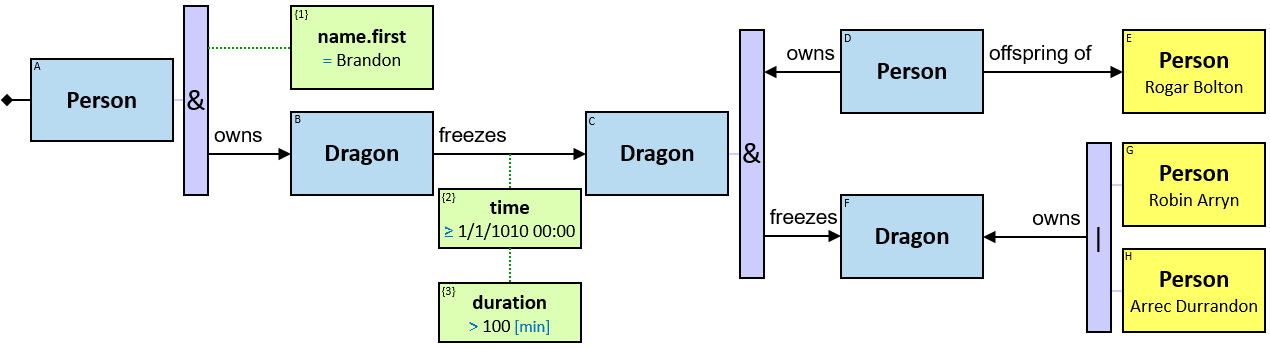 A
Person
&
{1}
name.first
= Brandon
owns
B
Dragon
freezes
{2}
time
≥ 1/1/1010 00:00
{3}
duration
> 100 [min]
C
Dragon
&
owns
D
Person
offspring of
E
Person
Rogar Bolton
freezes
F
Dragon
owns
|
G
Person
Robin Arryn
H
Person
Arrec Durrandon